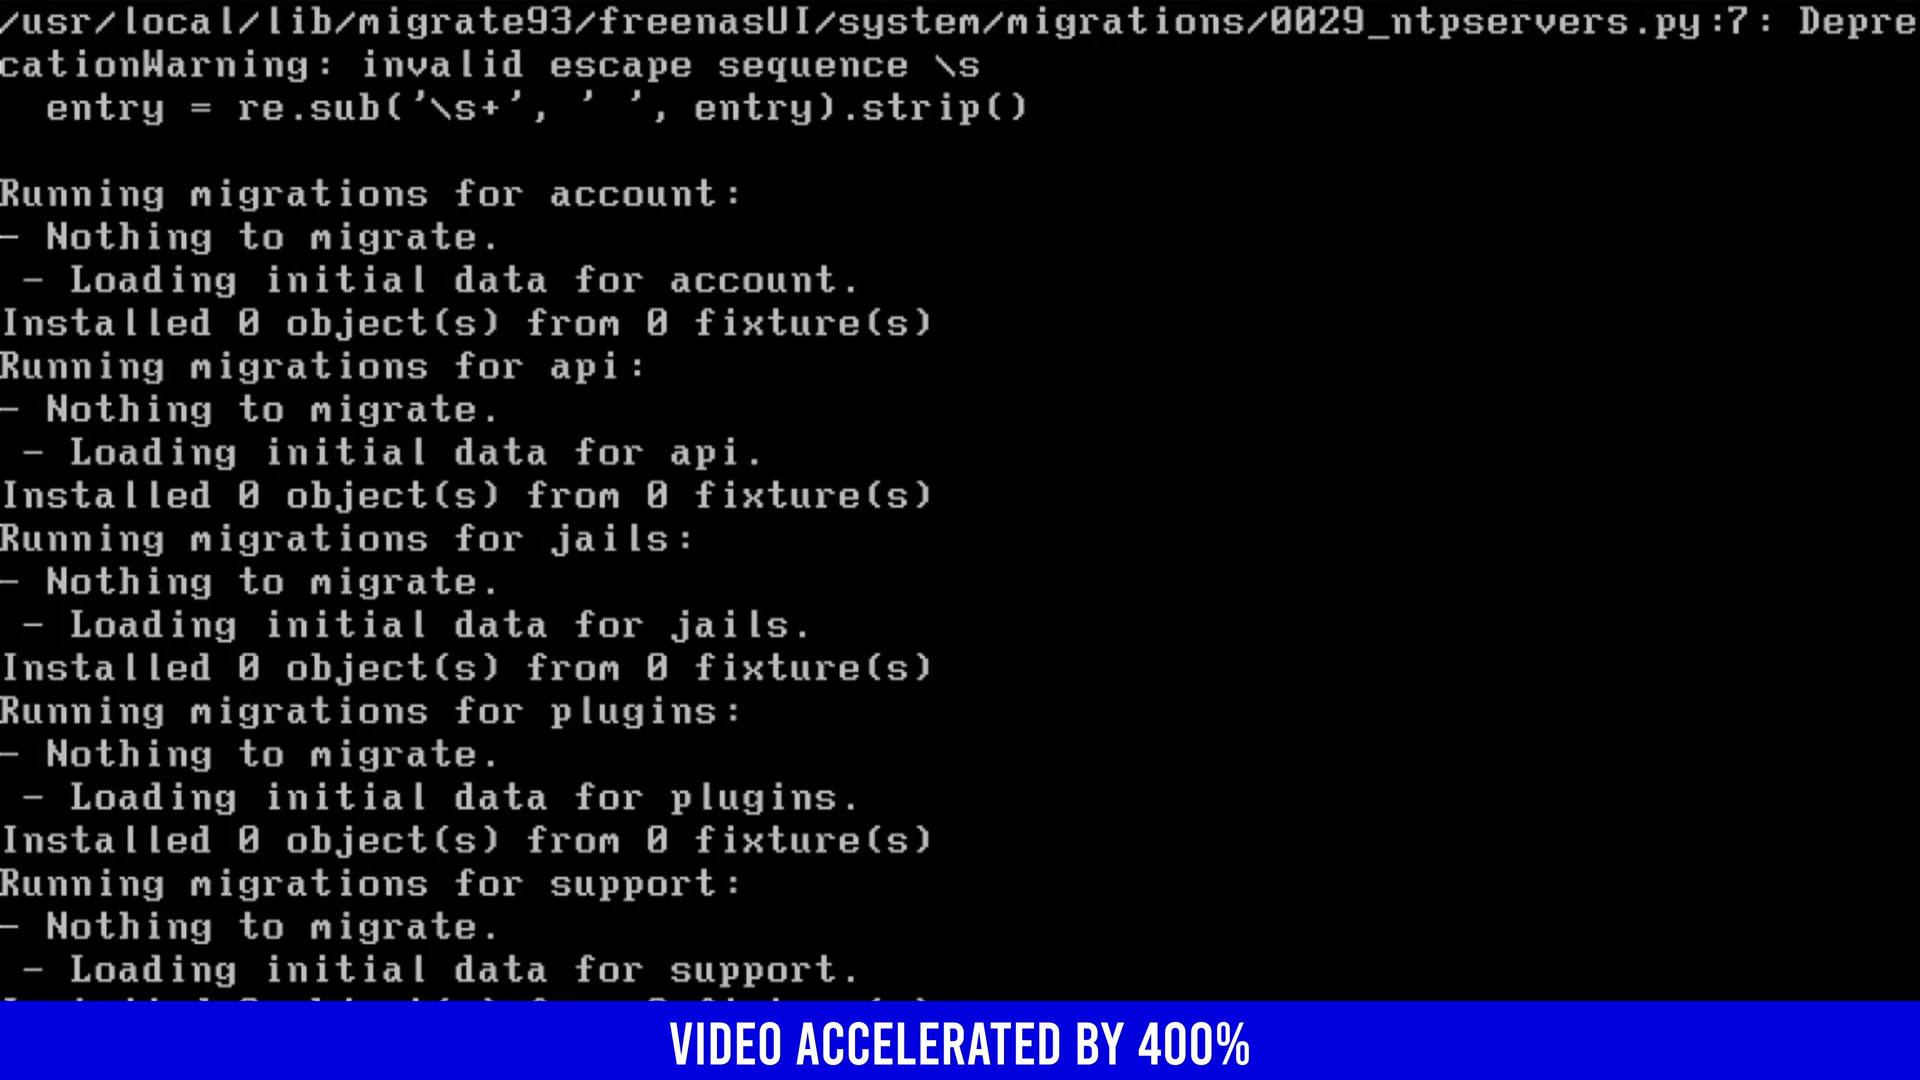 /usr/local/lib/migrate93/freenasUI/system/migrations/0029_ntpservers.py:7: Depre
cationWarning: invalid escape sequence \s
  entry = re.sub('\s+', ' ', entry).strip()

Running migrations for account:
- Nothing to migrate.
 - Loading initial data for account.
Installed 0 object(s) from 0 fixture(s)
Running migrations for api:
- Nothing to migrate.
 - Loading initial data for api.
Installed 0 object(s) from 0 fixture(s)
Running migrations for jails:
- Nothing to migrate.
 - Loading initial data for jails.
Installed 0 object(s) from 0 fixture(s)
Running migrations for plugins:
- Nothing to migrate.
 - Loading initial data for plugins.
Installed 0 object(s) from 0 fixture(s)
Running migrations for support:
- Nothing to migrate.
 - Loading initial data for support.
VIDEO ACCELERATED BY 400%